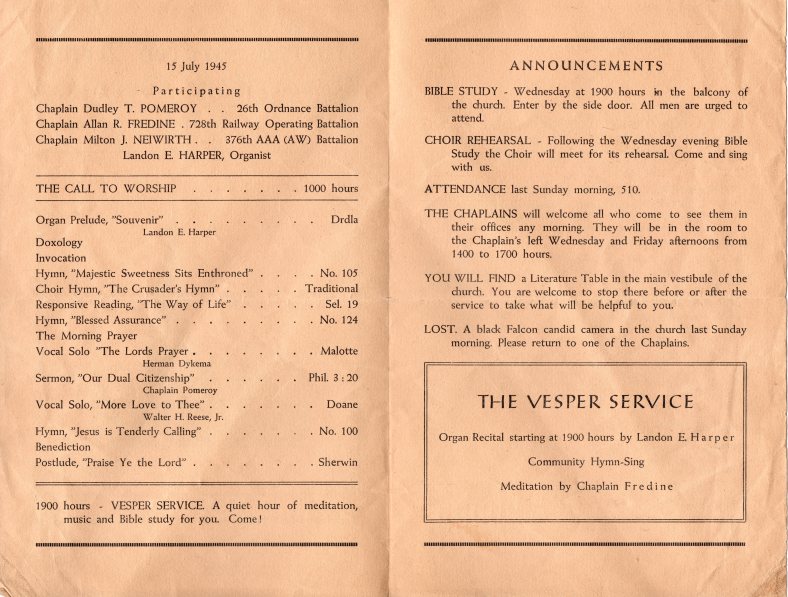 15 July 1945
Participating
Chaplain Dudley T. POMEROY . . 26th Ordnance Battalion
Chaplain Allan R. FREDINE . 728th Railway Operating Battalion
Chaplain Milton J. NEIWIRTH . . 376th AAA (AW) Battalion
Landon E. HARPER, Organist
THE CALL TO WORSHIP . . . . . . . 1000 hours
Organ Prelude, "Souvenir" . . . . . . . . Drdla
Landon E. Harper
Doxology
Invocation
Hymn, "Majestic Sweetness Sits Enthroned" . . . . No. 105
Choir Hymn, "The Crusader's Hymn" . . . . . Traditional
Responsive Reading, "The Way of Life" . . . . . . Sel. 19
Hymn, "Blessed Assurance" . . . . . . . . No. 124
The Morning Prayer
Vocal Solo "The Lords Prayer . . . . . . . Malotte
Herman Dykema
Sermon, "Our Dual Citizenship" . . . . . . Phil. 3 : 20
Chaplain Pomeroy
Vocal Solo, "More Love to Thee" . . . . . . . Doane
Walter H. Reese, Jr.
Hymn, "Jesus is Tenderly Calling" . . . . . . . No. 100
Benediction
Postlude, "Praise Ye the Lord" . . . . . . . . Sherwin
1900 hours - VESPER SERVICE. A quiet hour of meditation,
music and Bible study for you. Come!
ANNOUNCEMENTS
BIBLE STUDY - Wednesday at 1900 hours in the balcony of
the church. Enter by the side door. All men are urged to
attend.
CHOIR REHEARSAL - Following the Wednesday evening Bible
Study the Choir will meet for its rehearsal. Come and sing
with us.
ATTENDANCE last Sunday morning, 510.
THE CHAPLAINS will welcome all who come to see them in
their offices any morning. They will be in the room to
the Chaplain's left Wednesday and Friday afternoons from
1400 to 1700 hours.
YOU WILL FIND a Literature Table in the main vestibule of the
church. You are welcome to stop there before or after the
service to take what will be helpful to you.
LOST. A black Falcon candid camera in the church last Sunday
morning. Please return to one of the Chaplains.
THE VESPER SERVICE
Organ Recital starting at 1900 hours by Landon E. Harper
Community Hymn-Sing
Meditation by Chaplain Fredine